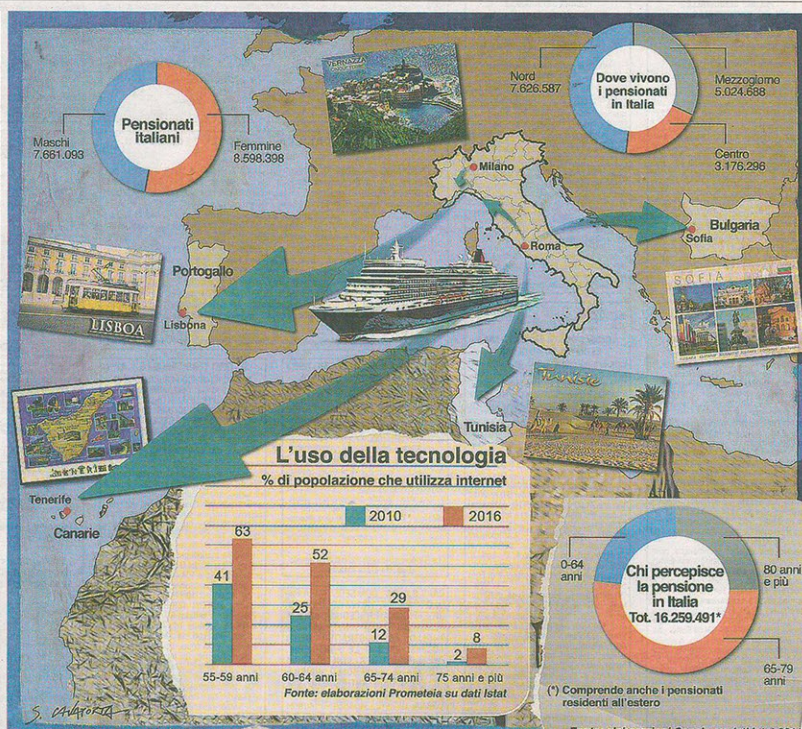 VERNAZZA
Pensionati
italiani
Maschi
7.661.093
Femmine
8.598.398
Dove vivono
i pensionati
in Italia
Nord
7.626.587
Mezzogiorno
5.024.688
Centro
3.176.296
Milano
Roma
Bulgaria
Sofia
SOFIA
Portogallo
Lisbona
LISBOA
Tunisia
Tunisie
Tenerife
Canarie
L'uso della tecnologia
% di popolazione che utilizza internet
2010
2016
41
63
25
52
12
29
2
8
55-59 anni
60-64 anni
65-74 anni
75 anni e più
Fonte: elaborazioni Prometeia su dati Istat
Chi percepisce
la pensione
in Italia
Tot. 16.259.491*
0-64
anni
80 anni
e più
65-79
anni
(*) Comprende anche i pensionati
residenti all'estero
S. CAVATORTA